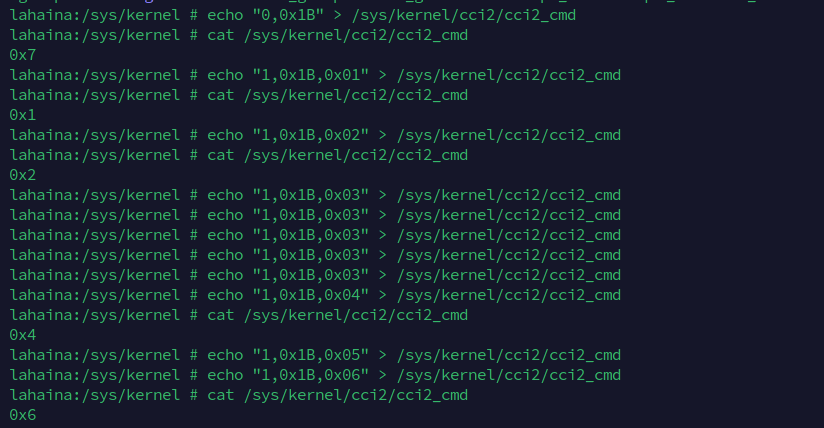 lahaina:/sys/kernel # echo "0,0x1B" > /sys/kernel/cci2/cci2_cmd
lahaina:/sys/kernel # cat /sys/kernel/cci2/cci2_cmd
0x7
lahaina:/sys/kernel # echo "1,0x1B,0x01" > /sys/kernel/cci2/cci2_cmd
lahaina:/sys/kernel # cat /sys/kernel/cci2/cci2_cmd
0x1
lahaina:/sys/kernel # echo "1,0x1B,0x02" > /sys/kernel/cci2/cci2_cmd
lahaina:/sys/kernel # cat /sys/kernel/cci2/cci2_cmd
0x2
lahaina:/sys/kernel # echo "1,0x1B,0x03" > /sys/kernel/cci2/cci2_cmd
lahaina:/sys/kernel # echo "1,0x1B,0x03" > /sys/kernel/cci2/cci2_cmd
lahaina:/sys/kernel # echo "1,0x1B,0x03" > /sys/kernel/cci2/cci2_cmd
lahaina:/sys/kernel # echo "1,0x1B,0x03" > /sys/kernel/cci2/cci2_cmd
lahaina:/sys/kernel # echo "1,0x1B,0x03" > /sys/kernel/cci2/cci2_cmd
lahaina:/sys/kernel # echo "1,0x1B,0x04" > /sys/kernel/cci2/cci2_cmd
lahaina:/sys/kernel # cat /sys/kernel/cci2/cci2_cmd
0x4
lahaina:/sys/kernel # echo "1,0x1B,0x05" > /sys/kernel/cci2/cci2_cmd
lahaina:/sys/kernel # echo "1,0x1B,0x06" > /sys/kernel/cci2/cci2_cmd
lahaina:/sys/kernel # cat /sys/kernel/cci2/cci2_cmd
0x6